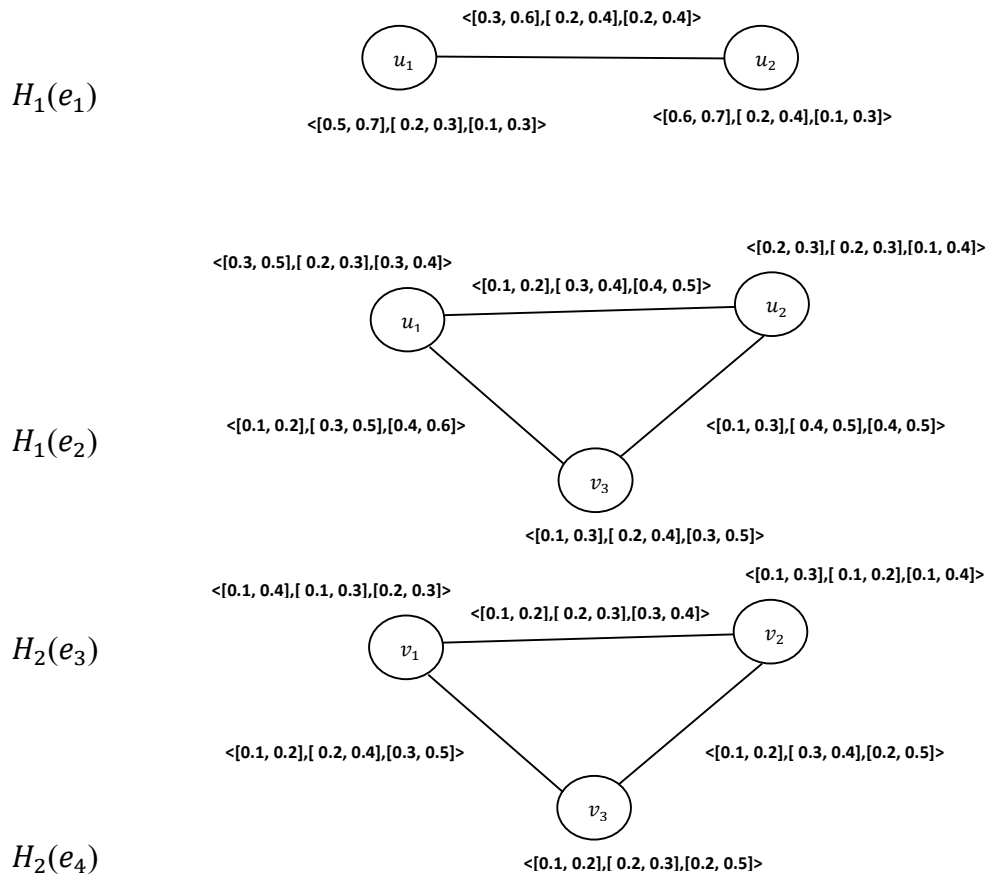 <[0.3, 0.6],[ 0.2, 0.4],[0.2, 0.4]>
u₁ u₂
H₁(e₁)
<[0.5, 0.7],[ 0.2, 0.3],[0.1, 0.3]> <[0.6, 0.7],[ 0.2, 0.4],[0.1, 0.3]>
<[0.3, 0.5],[ 0.2, 0.3],[0.3, 0.4]> <[0.2, 0.3],[ 0.2, 0.3],[0.1, 0.4]>
<[0.1, 0.2],[ 0.3, 0.4],[0.4, 0.5]>
u₁ u₂
<[0.1, 0.2],[ 0.3, 0.5],[0.4, 0.6]> <[0.1, 0.3],[ 0.4, 0.5],[0.4, 0.5]>
H₁(e₂)
v₃
<[0.1, 0.3],[ 0.2, 0.4],[0.3, 0.5]>
<[0.1, 0.4],[ 0.1, 0.3],[0.2, 0.3]> <[0.1, 0.3],[ 0.1, 0.2],[0.1, 0.4]>
<[0.1, 0.2],[ 0.2, 0.3],[0.3, 0.4]>
H₂(e₃) v₁ v₂
<[0.1, 0.2],[ 0.2, 0.4],[0.3, 0.5]> <[0.1, 0.2],[ 0.3, 0.4],[0.2, 0.5]>
v₃
H₂(e₄) <[0.1, 0.2],[ 0.2, 0.3],[0.2, 0.5]>